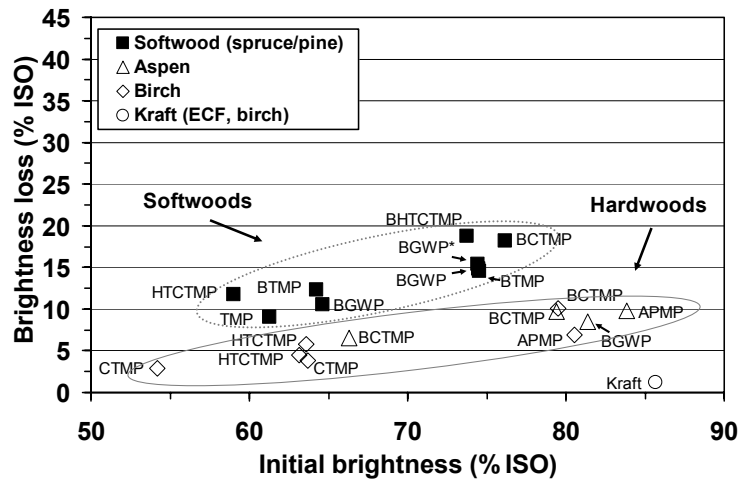 45
40
35
30
25
20
15
10
5
0
Brightness loss (% ISO)
Softwood (spruce/pine)
Aspen
Birch
Kraft (ECF, birch)
Softwoods
Hardwoods
BHTCTMP
BCTMP
BGWP*
BGWP
BTMP
HTCTMP
BTMP
BGWP
TMP
BCTMP
BCTMP
APMP
HTCTMP
BCTMP
APMP
BGWP
HTCTMP
CTMP
CTMP
Kraft
50 60 70 80 90
Initial brightness (% ISO)